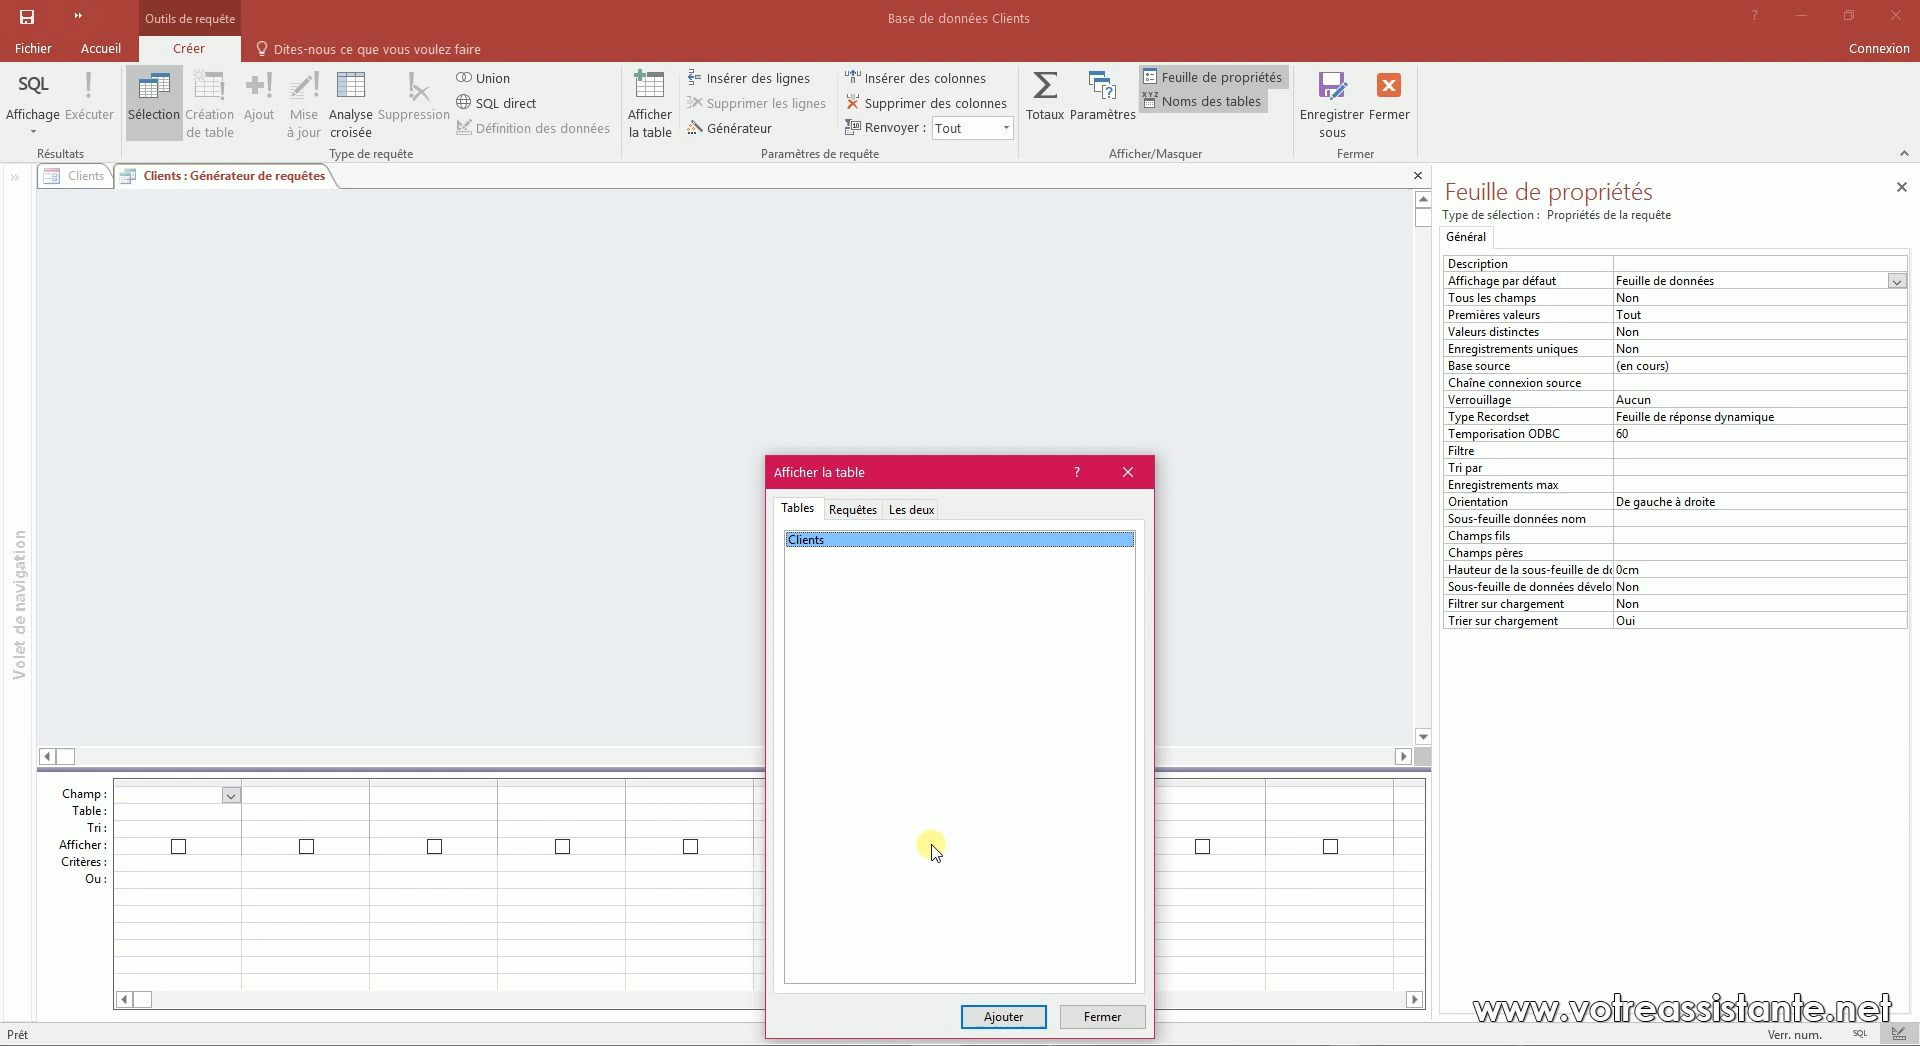 Outils de requête
Base de données Clients
Fichier
Accueil
Créer
Dites-nous ce que vous voulez faire
Connexion
SQL
Affichage
Exécuter
Résultats
Sélection
Création de table
Ajout
Mise à jour
Analyse croisée
Suppression
Union
SQL direct
Définition des données
Type de requête
Afficher la table
Insérer des lignes
Supprimer les lignes
Générateur
Insérer des colonnes
Supprimer des colonnes
Renvoyer : Tout
Paramètres de requête
Totaux
Paramètres
Feuille de propriétés
XYZ Noms des tables
Afficher/Masquer
Enregistrer sous
Fermer
Fermer
Clients
Clients : Générateur de requêtes
Volet de navigation
Afficher la table
Tables
Requêtes
Les deux
Clients
Ajouter
Fermer
Champ :
Table :
Tri :
Afficher :
Critères :
Ou :
Feuille de propriétés
Type de sélection : Propriétés de la requête
Général
Description
Affichage par défaut Feuille de données
Tous les champs Non
Premières valeurs Tout
Valeurs distinctes Non
Enregistrements uniques Non
Base source (en cours)
Chaîne connexion source
Verrouillage Aucun
Type Recordset Feuille de réponse dynamique
Temporisation ODBC 60
Filtre
Tri par
Enregistrements max
Orientation De gauche à droite
Sous-feuille données nom
Champs fils
Champs pères
Hauteur de la sous-feuille de do 0cm
Sous-feuille de données dévelo Non
Filtrer sur chargement Non
Trier sur chargement Oui
www.votreassistante.net
Prêt
Verr. num.
SQL